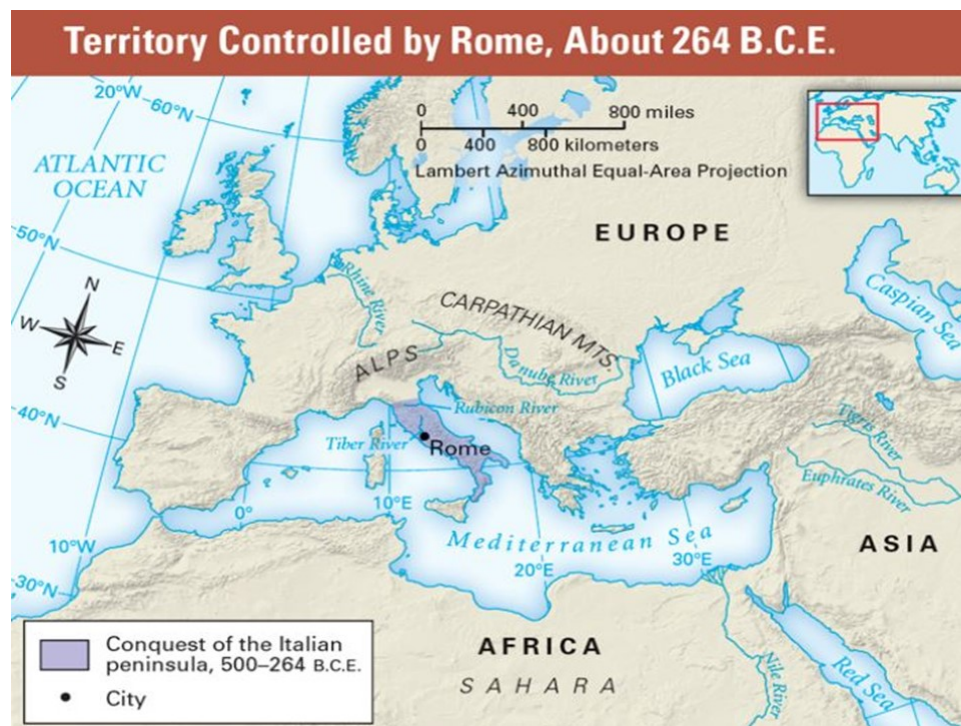 Territory Controlled by Rome, About 264 B.C.E.
20°W
60°N
0 400 800 miles
0 400 800 kilometers
Lambert Azimuthal Equal-Area Projection
ATLANTIC
OCEAN
50°N
EUROPE
N
W
E
S
Rhine River
CARPATHIAN MTS.
Caspian Sea
ALPS
Danube River
Black Sea
40°N
Rubicon River
Tiber River
Rome
Tigris River
Euphrates River
0°
10°E
Mediterranean Sea
ASIA
10°W
20°E
30°E
30°N
AFRICA
SAHARA
Nile River
Red Sea
Conquest of the Italian
peninsula, 500–264 B.C.E.
City